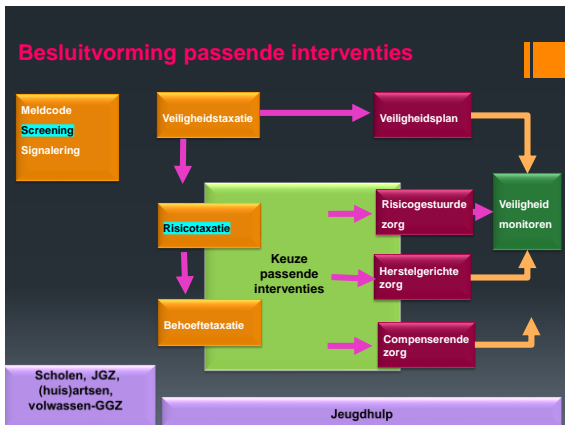 Besluitvorming passende interventies
Meldcode
Screening
Signalering
Veiligheidstaxatie
Veiligheidsplan
Risicotaxatie
Keuze
passende
interventies
Risicogestuurde
zorg
Veiligheid
monitoren
Herstelgerichte
zorg
Behoeftetaxatie
Compenserende
zorg
Scholen, JGZ,
(huis)artsen,
volwassen-GGZ
Jeugdhulp